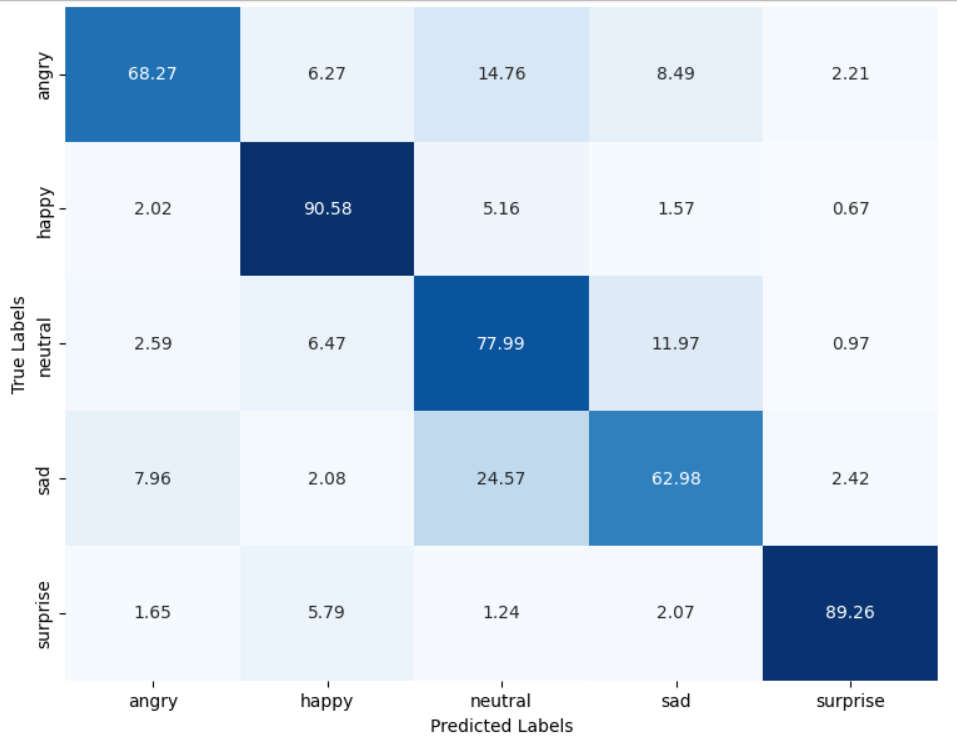 True Labels
angry 68.27 6.27 14.76 8.49 2.21
happy 2.02 90.58 5.16 1.57 0.67
neutral 2.59 6.47 77.99 11.97 0.97
sad 7.96 2.08 24.57 62.98 2.42
surprise 1.65 5.79 1.24 2.07 89.26
angry happy neutral sad surprise
Predicted Labels